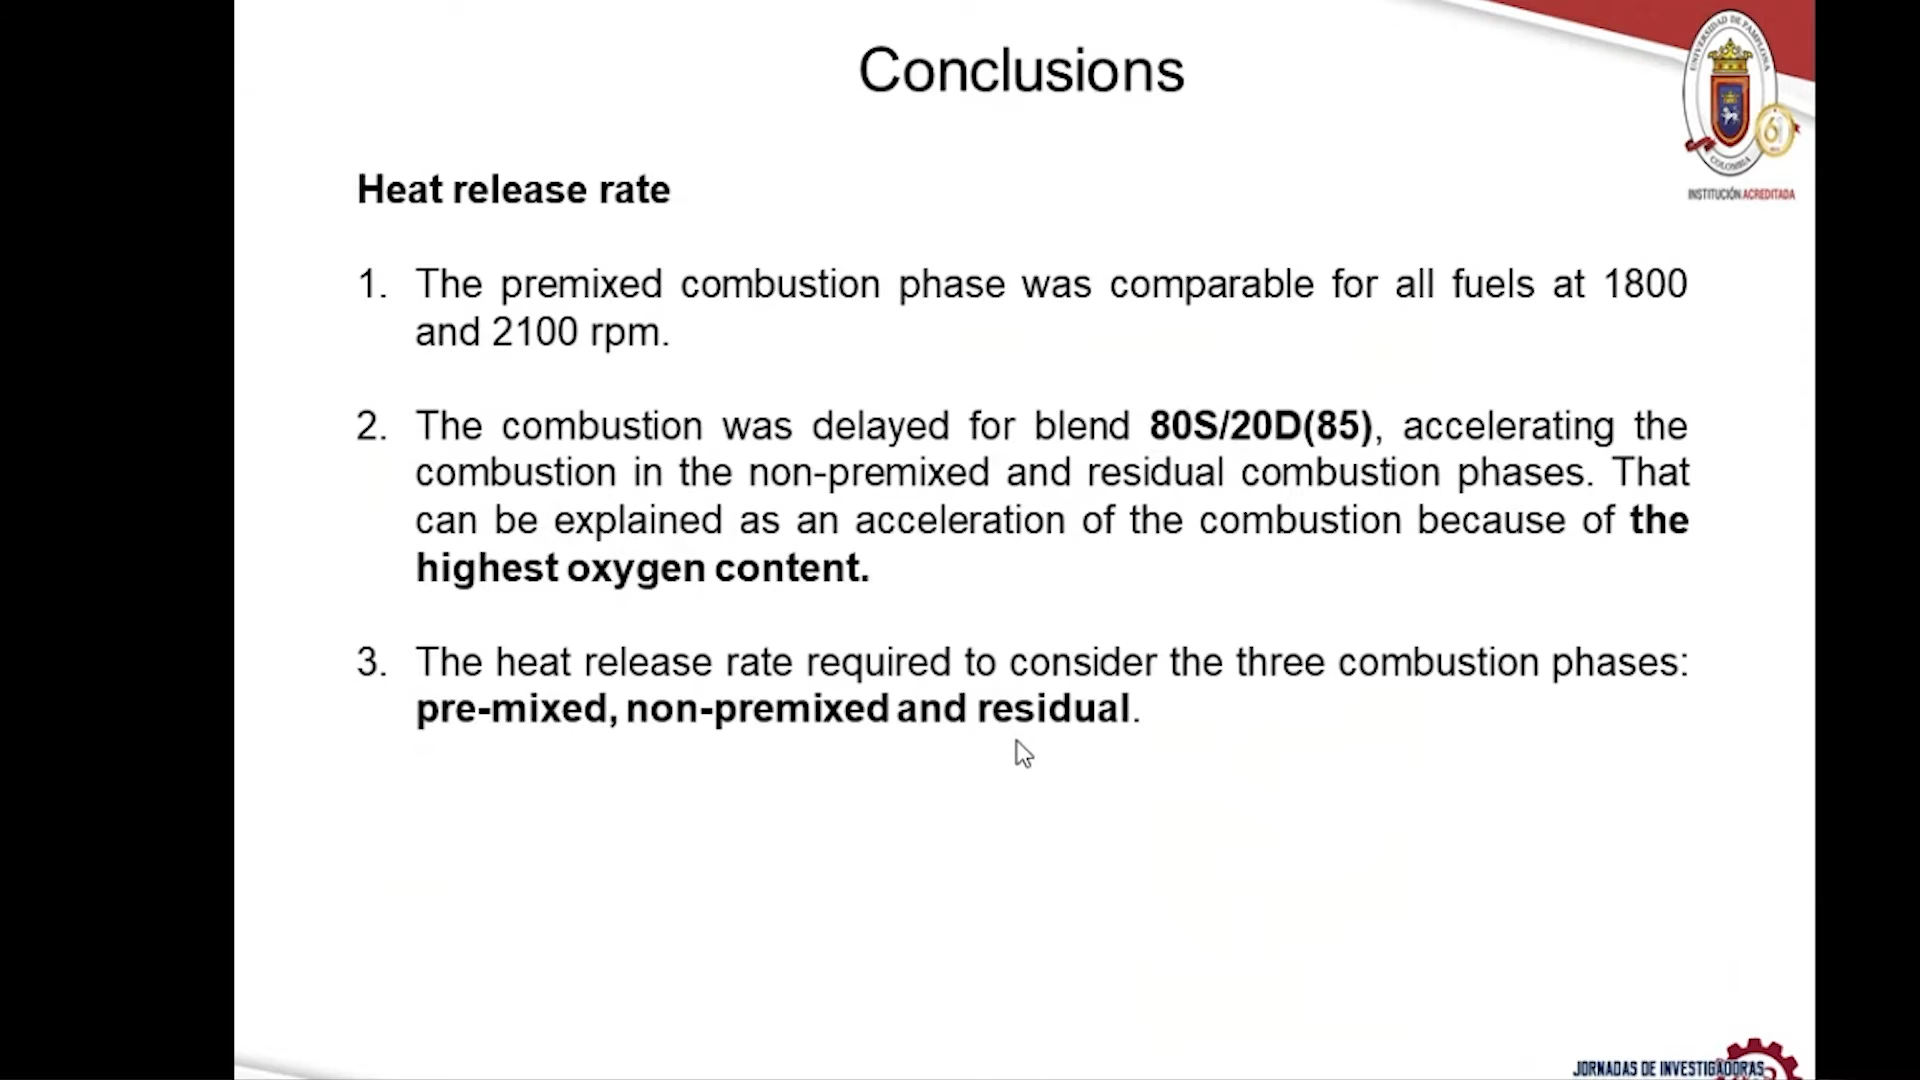 Conclusions
UNIVERSIDAD DE PAMPLONA
COLOMBIA
INSTITUCIÓN ACREDITADA
Heat release rate
1. The premixed combustion phase was comparable for all fuels at 1800
and 2100 rpm.
2. The combustion was delayed for blend 80S/20D(85), accelerating the
combustion in the non-premixed and residual combustion phases. That
can be explained as an acceleration of the combustion because of the
highest oxygen content.
3. The heat release rate required to consider the three combustion phases:
pre-mixed, non-premixed and residual.
JORNADAS DE INVESTIGADORAS